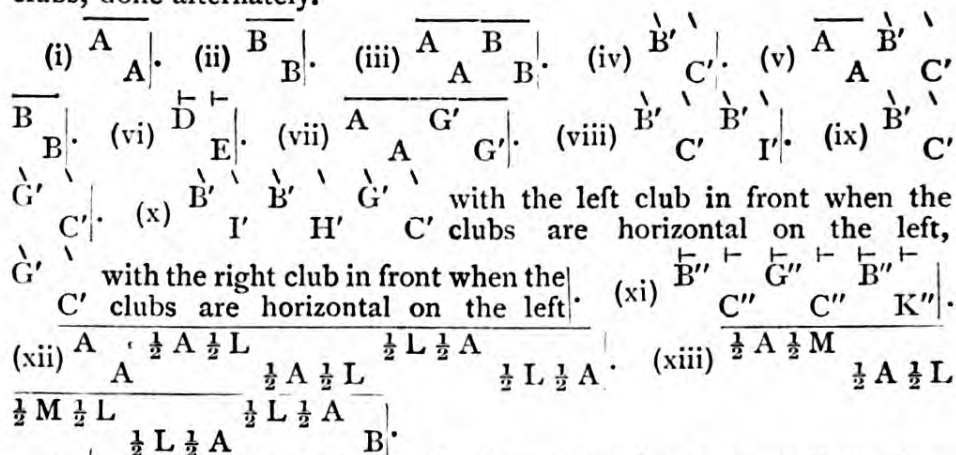 clubs, done alternately.
(i) A A. (ii) B B. (iii) A A B B. (iv) B′ C′. (v) A A B′ C′
B B. (vi) D E. (vii) A A G′ G′. (viii) B′ C′ B′ I′. (ix) B′ C′
G′ C′. (x) B′ I′ B′ H′ G′ C′ with the left club in front when the clubs are horizontal on the left,
G′ C′ with the right club in front when the clubs are horizontal on the left. (xi) B″ C″ G″ C″ B″ K″.
(xii) A A ½ A ½ L ½ A ½ L ½ L ½ A ½ L ½ A. (xiii) ½ A ½ M ½ A ½ L
½ M ½ L ½ L ½ A ½ L ½ A B.